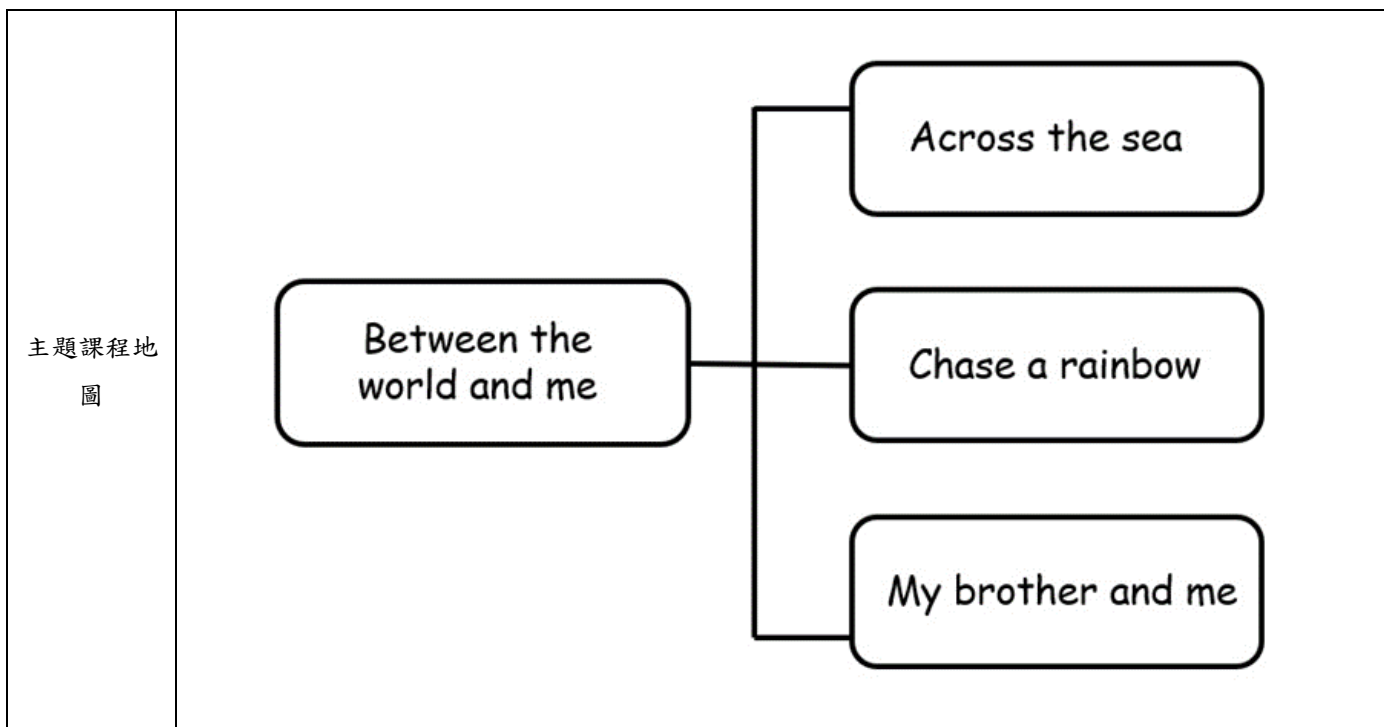 主題課程地
圖
Between the
world and me
Across the sea
Chase a rainbow
My brother and me